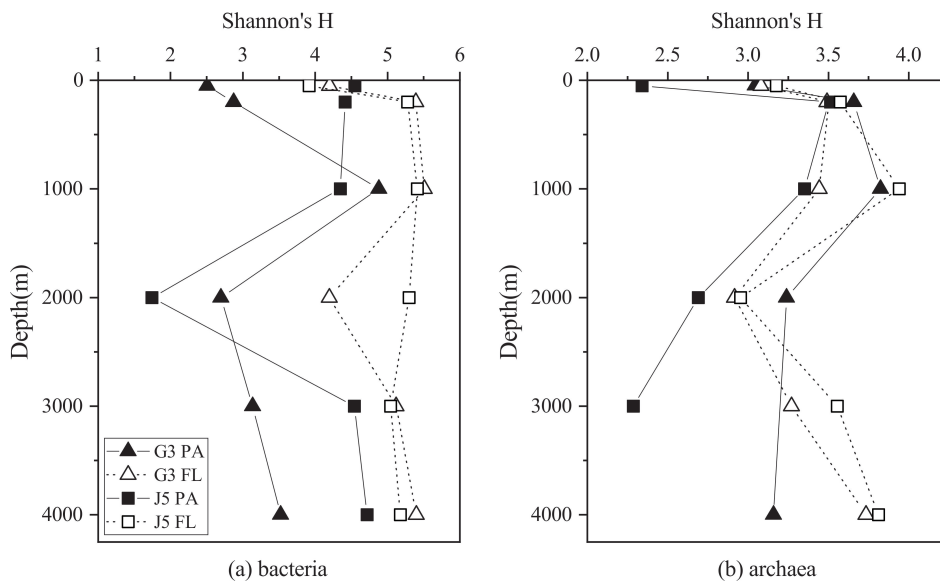 Shannon's H
1 2 3 4 5 6
0
1000
2000
3000
4000
Depth(m)
G3 PA
G3 FL
J5 PA
J5 FL
(a) bacteria
Shannon's H
2.0 2.5 3.0 3.5 4.0
0
1000
2000
3000
4000
Depth(m)
(b) archaea